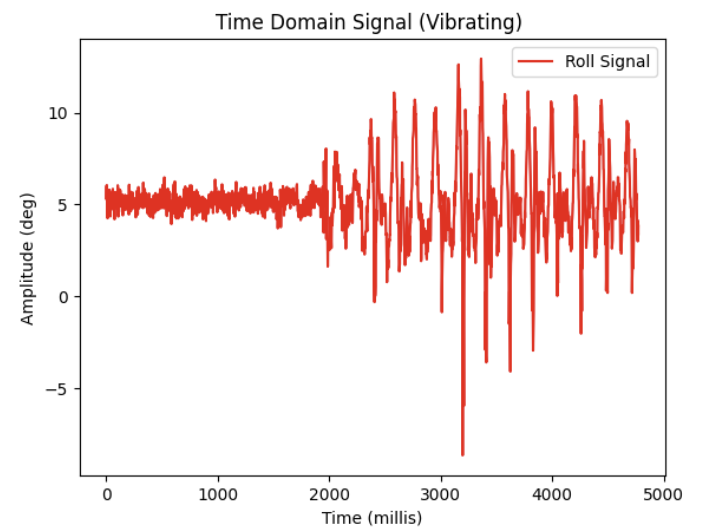 Time Domain Signal (Vibrating)
Roll Signal
10
5
0
−5
Amplitude (deg)
0 1000 2000 3000 4000 5000
Time (millis)